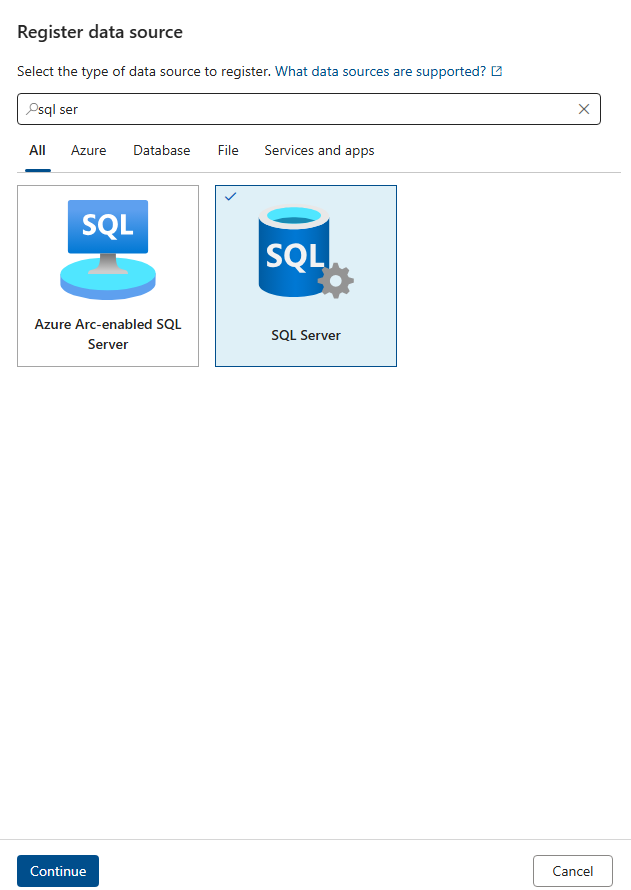 Register data source
Select the type of data source to register. What data sources are supported?
sql ser
All Azure Database File Services and apps
SQL
Azure Arc-enabled SQL
Server
SQL
SQL Server
Continue Cancel